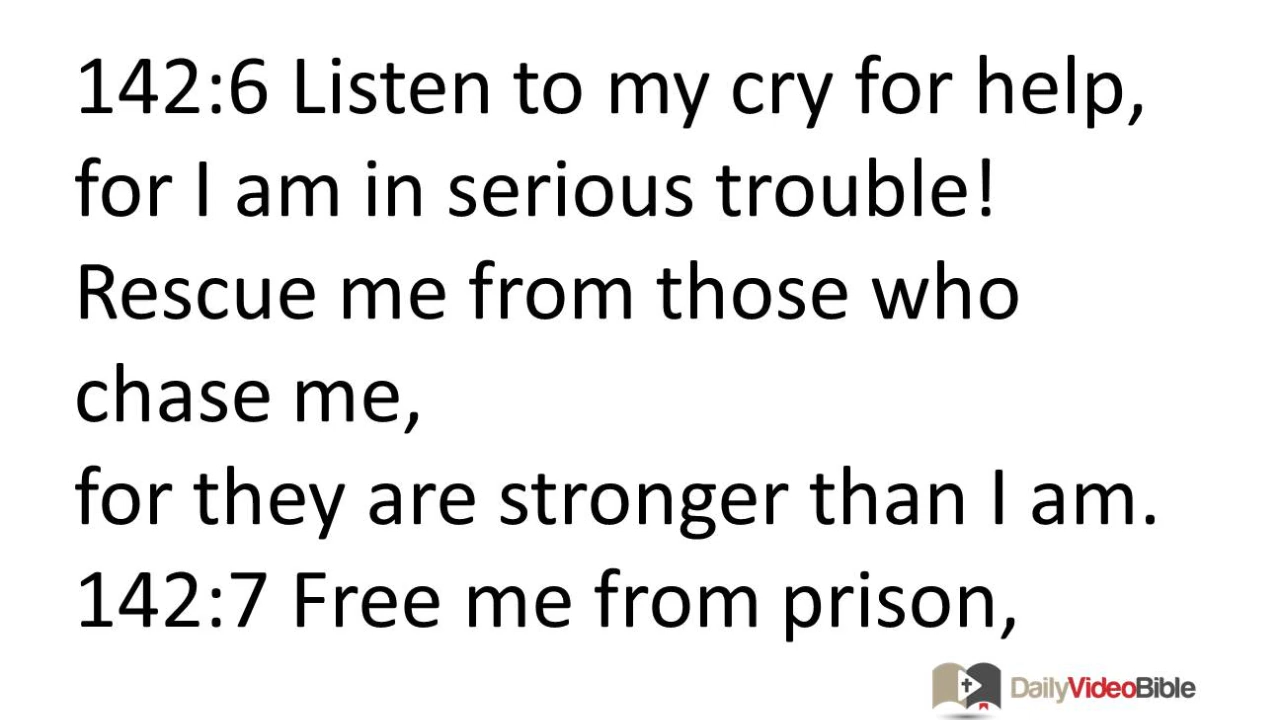 142:6 Listen to my cry for help,
for I am in serious trouble!
Rescue me from those who
chase me,
for they are stronger than I am.
142:7 Free me from prison,
DailyVideoBible